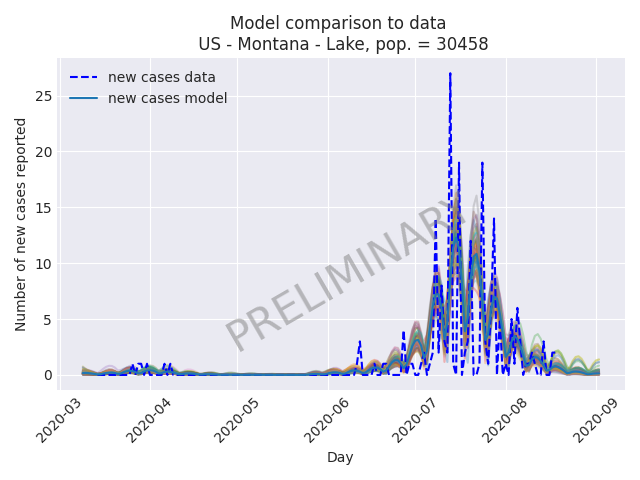 Model comparison to data
US - Montana - Lake, pop. = 30458
new cases data
new cases model
Number of new cases reported
25
20
15
10
5
0
PRELIMINARY
2020-03
2020-04
2020-05
2020-06
2020-07
2020-08
2020-09
Day